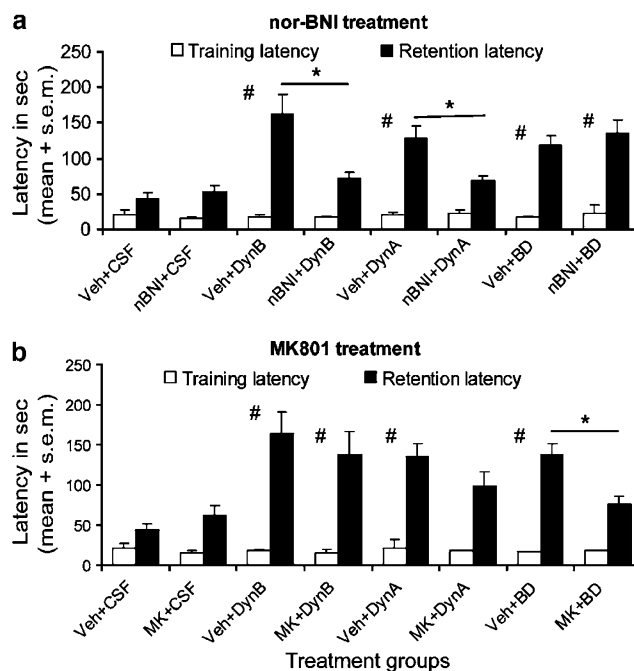 a
nor-BNI treatment
Training latency Retention latency
Latency in sec
(mean + s.e.m.)
250
200
150
100
50
0
# * # * # #
Veh+CSF
nBNI+CSF
Veh+DynB
nBNI+DynB
Veh+DynA
nBNI+DynA
Veh+BD
nBNI+BD
b
MK801 treatment
Training latency Retention latency
Latency in sec
(mean + s.e.m.)
250
200
150
100
50
0
# # # # *
Veh+CSF
MK+CSF
Veh+DynB
MK+DynB
Veh+DynA
MK+DynA
Veh+BD
MK+BD
Treatment groups